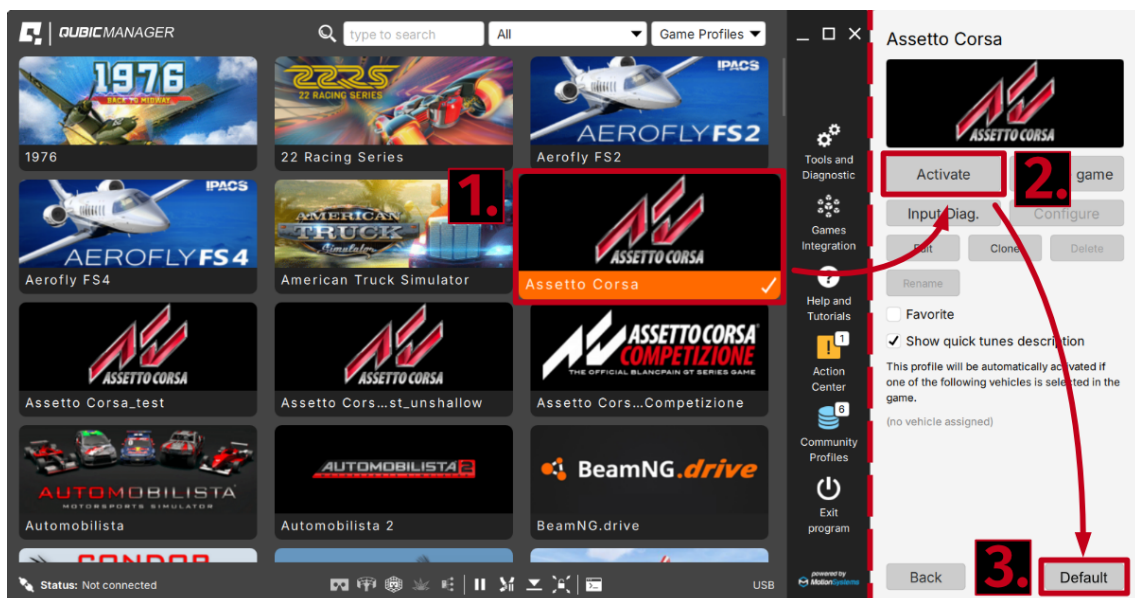 QUBIC MANAGER
type to search
All
Game Profiles
1976
BACK TO MIDWAY
1976
22 RACING SERIES
22 Racing Series
IPACS
AEROFLY FS2
Aerofly FS2
IPACS
AEROFLY FS4
Aerofly FS4
AMERICAN
TRUCK
Simulator
American Truck Simulator
1.
ASSETTO CORSA
Assetto Corsa
ASSETTO CORSA
Assetto Corsa_test
ASSETTO CORSA
Assetto Cors...st_unshallow
ASSETTO CORSA
COMPETIZIONE
THE OFFICIAL BLANCPAIN GT SERIES GAME
Assetto Cors...Competizione
AUTOMOBILISTA
MOTORSPORTS SIMULATOR
Automobilista
AUTOMOBILISTA 2
Automobilista 2
BeamNG.drive
BeamNG.drive
CONDOR
Status: Not connected
USB
Tools and
Diagnostic
Games
Integration
Help and
Tutorials
1
Action
Center
6
Community
Profiles
Exit
program
powered by
MotionSystems
Assetto Corsa
ASSETTO CORSA
Activate
2.
game
Input Diag.
Configure
Edit
Clone
Delete
Rename
Favorite
Show quick tunes description
This profile will be automatically activated if
one of the following vehicles is selected in the
game.
(no vehicle assigned)
Back
3.
Default